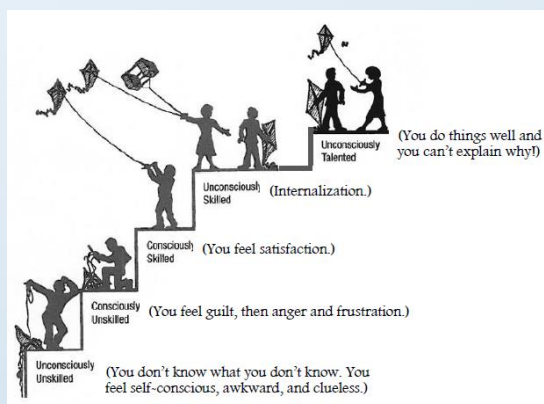 Unconsciously
Talented
(You do things well and
you can't explain why!)
Unconsciously
Skilled
(Internalization.)
Consciously
Skilled
(You feel satisfaction.)
Consciously
Unskilled
(You feel guilt, then anger and frustration.)
Unconsciously
Unskilled
(You don't know what you don't know. You
feel self-conscious, awkward, and clueless.)